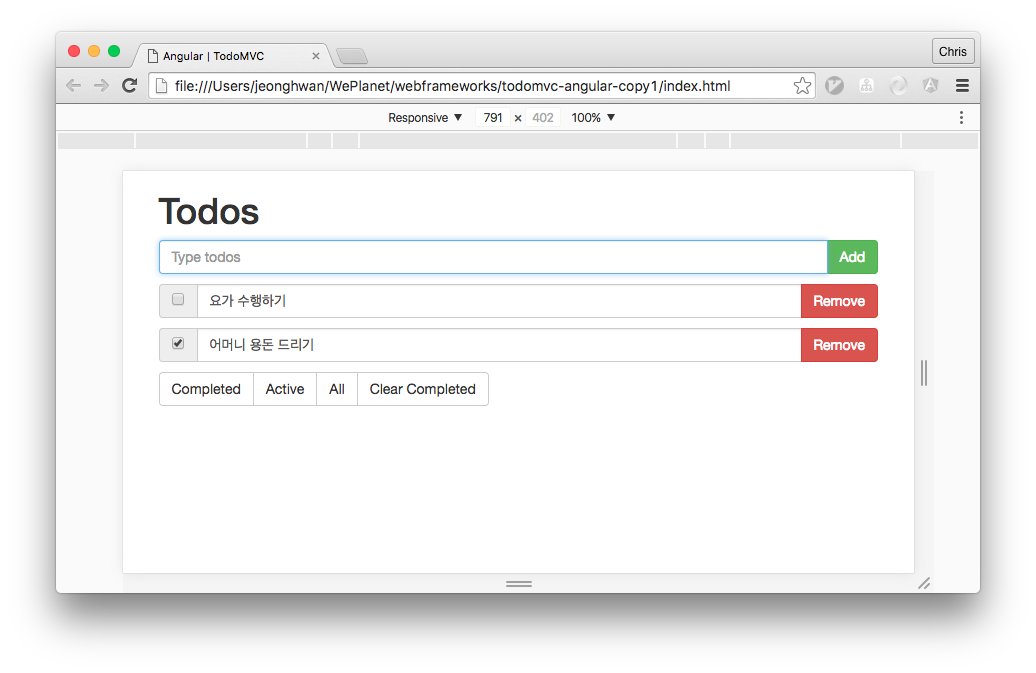 Angular | TodoMVC
Chris
file:///Users/jeonghwan/WePlanet/webframeworks/todomvc-angular-copy1/index.html
Responsive ▼ 791 × 402 100% ▼
Todos
Type todos Add
요가 수행하기 Remove
어머니 용돈 드리기 Remove
Completed Active All Clear Completed